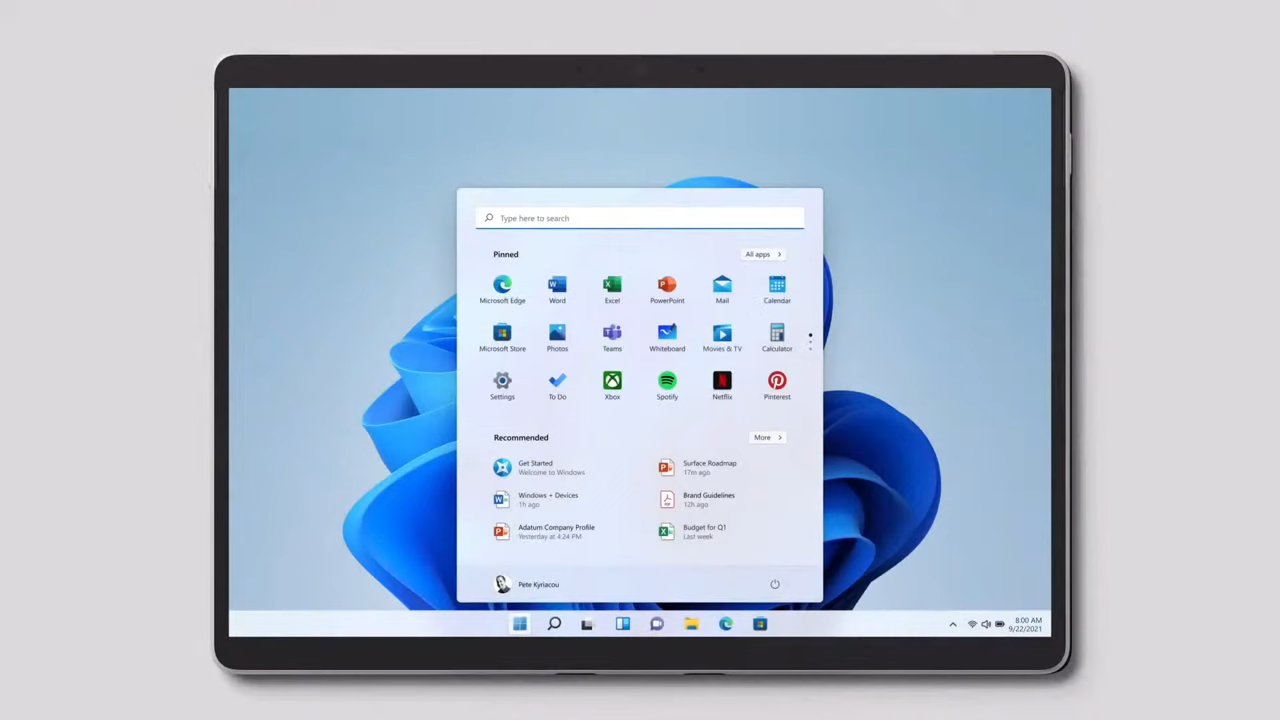 Type here to search
Pinned
All apps
Microsoft Edge
Word
Excel
PowerPoint
Mail
Calendar
Microsoft Store
Photos
Teams
Whiteboard
Movies & TV
Calculator
Settings
To Do
Xbox
Spotify
Netflix
Pinterest
Recommended
More
Get Started
Welcome to Windows
Surface Roadmap
17m ago
Windows + Devices
1h ago
Brand Guidelines
12h ago
Adatum Company Profile
Yesterday at 4:24 PM
Budget for Q1
Last week
Pete Kyriacou
8:00 AM
9/22/2021